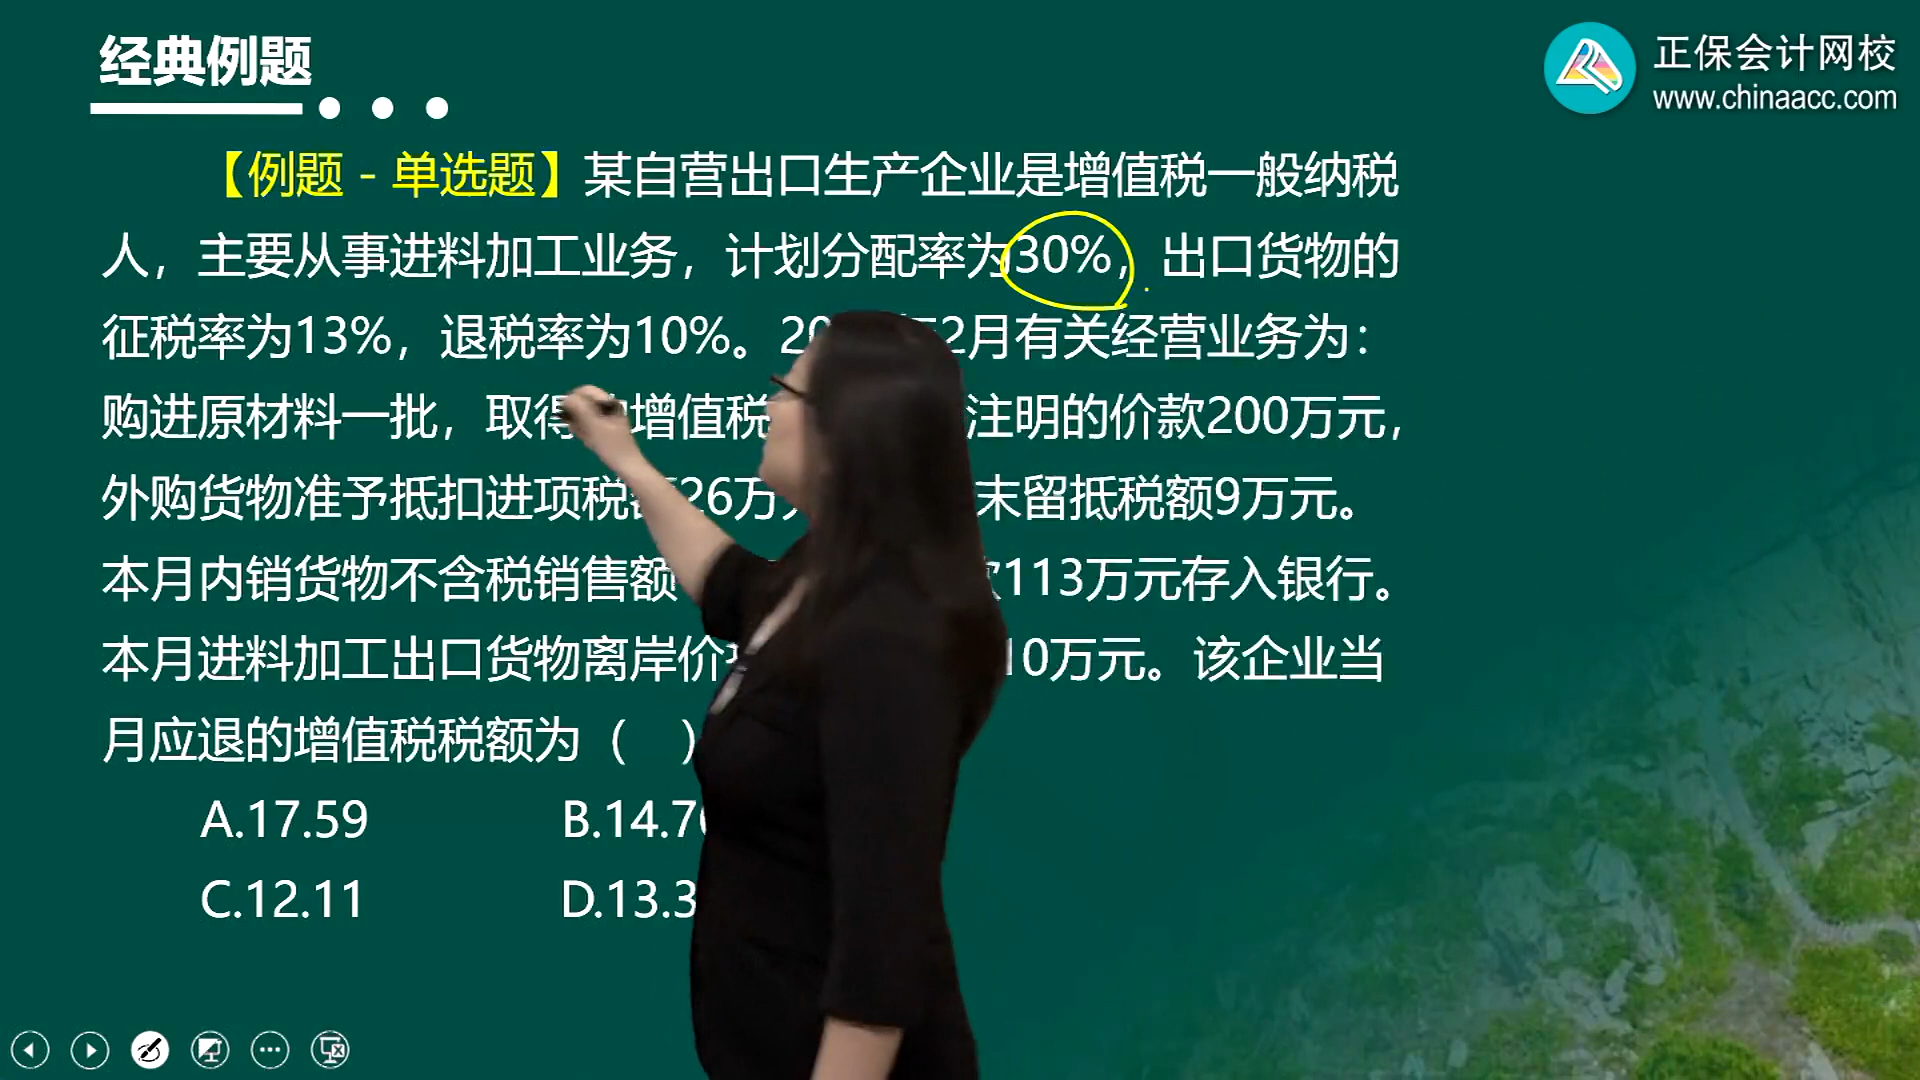 经典例题
正保会计网校
www.chinaacc.com
【例题-单选题】某自营出口生产企业是增值税一般纳税
人，主要从事进料加工业务，计划分配率为30%，出口货物的
征税率为13%，退税率为10%。20 2月有关经营业务为：
购进原材料一批，取得 增值税 注明的价款200万元，
外购货物准予抵扣进项税额26万 末留抵税额9万元。
本月内销货物不含税销售额 113万元存入银行。
本月进料加工出口货物离岸价 10万元。该企业当
月应退的增值税税额为（ ）
A.17.59 B.14.7
C.12.11 D.13.3